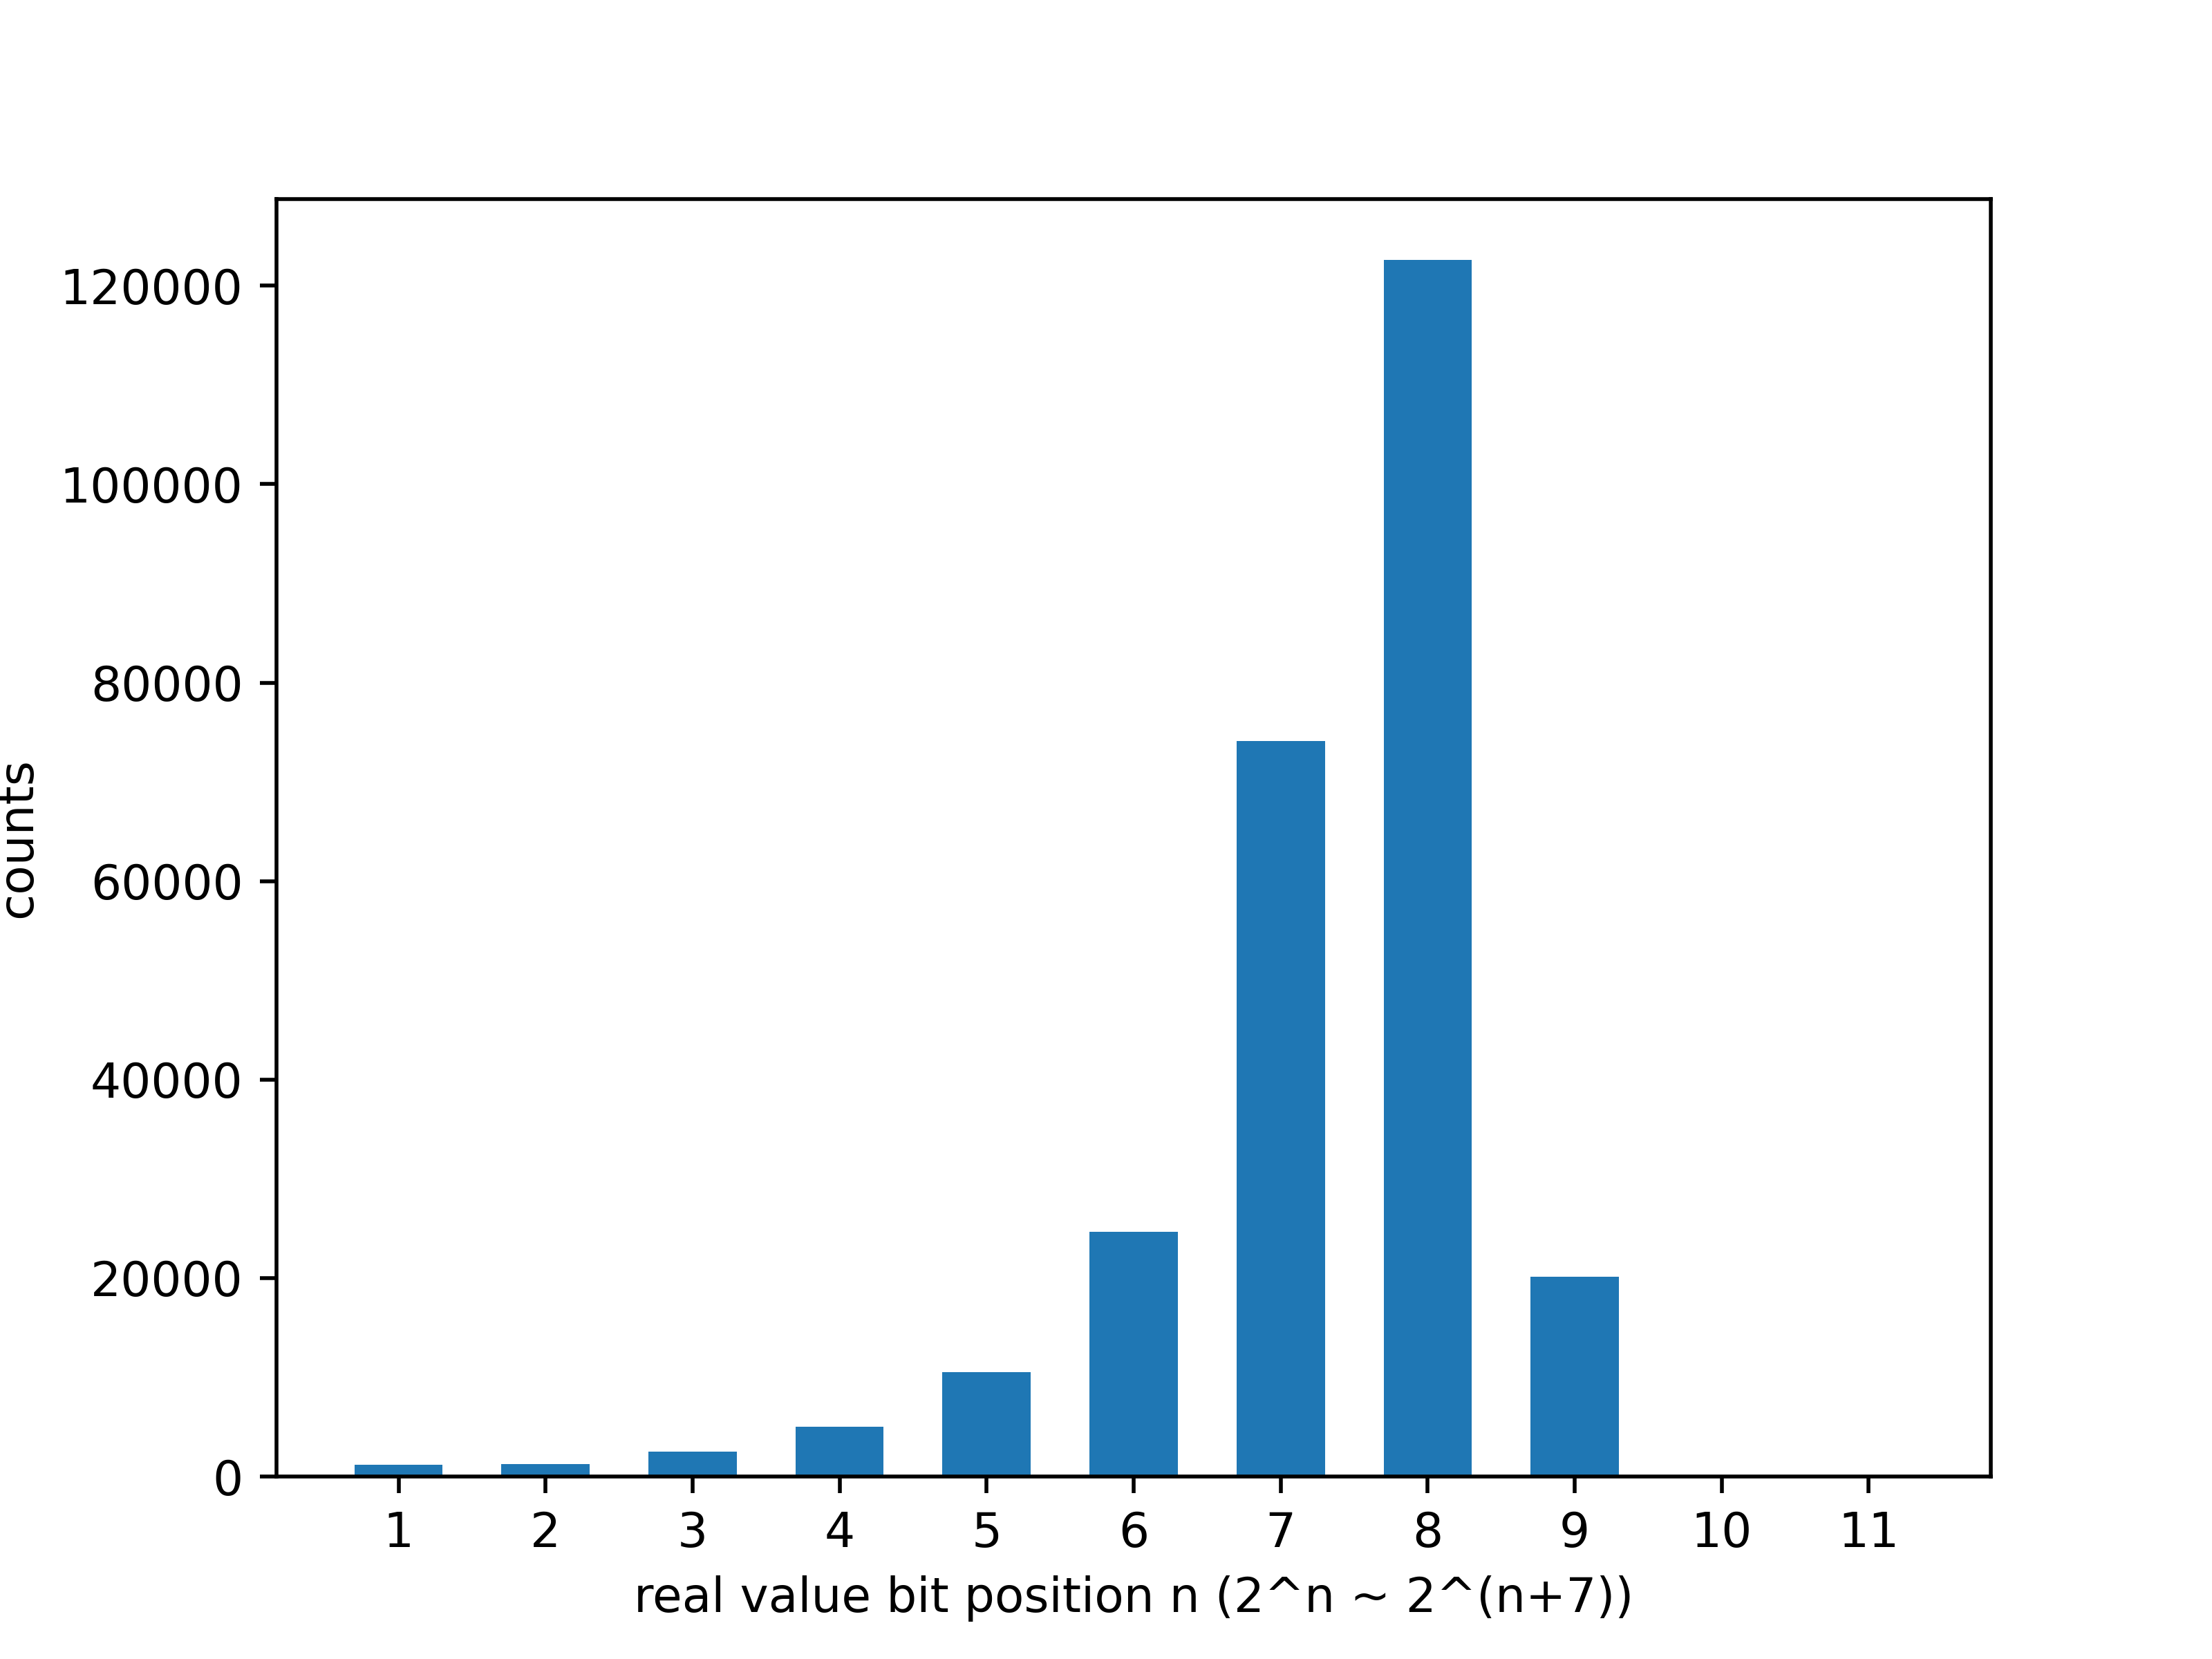 120000
100000
80000
60000
40000
20000
0
counts
1 2 3 4 5 6 7 8 9 10 11
real value bit position n (2^n ~ 2^(n+7))